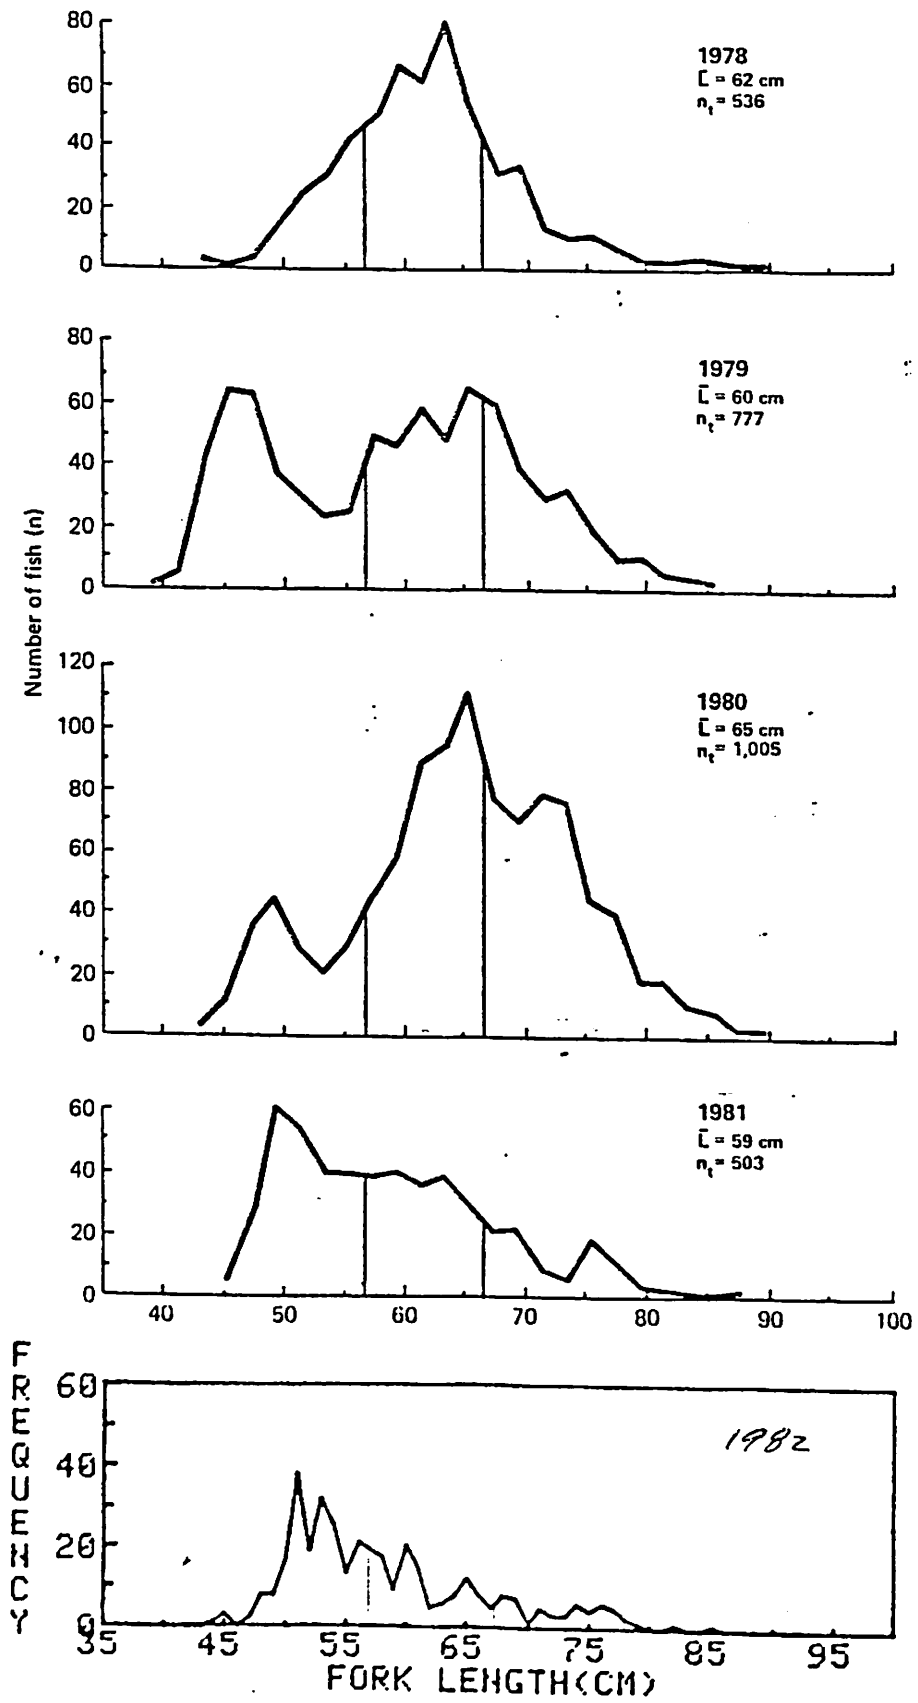 80
60
40
20
0
1978
L̄ = 62 cm
nₜ = 536
80
60
40
20
0
1979
L̄ = 60 cm
nₜ = 777
Number of fish (n)
120
100
80
60
40
20
0
1980
L̄ = 65 cm
nₜ = 1,005
60
40
20
0
1981
L̄ = 59 cm
nₜ = 503
40 50 60 70 80 90 100
FREQUENCY
60
40
20
0
1982
35 45 55 65 75 85 95
FORK LENGTH(CM)